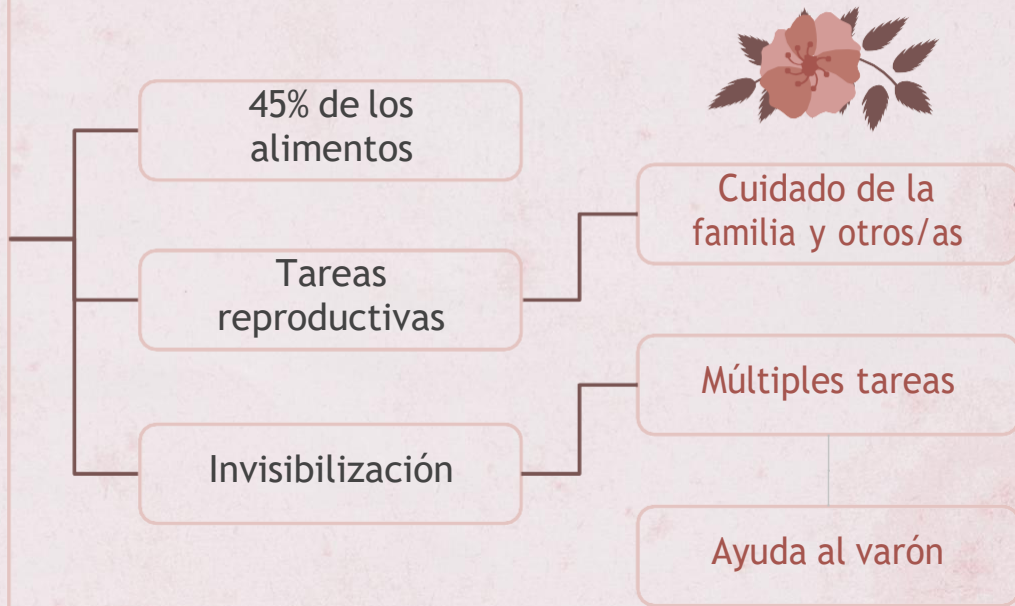 45% de los
alimentos
Tareas
reproductivas
Invisibilización
Cuidado de la
familia y otros/as
Múltiples tareas
Ayuda al varón